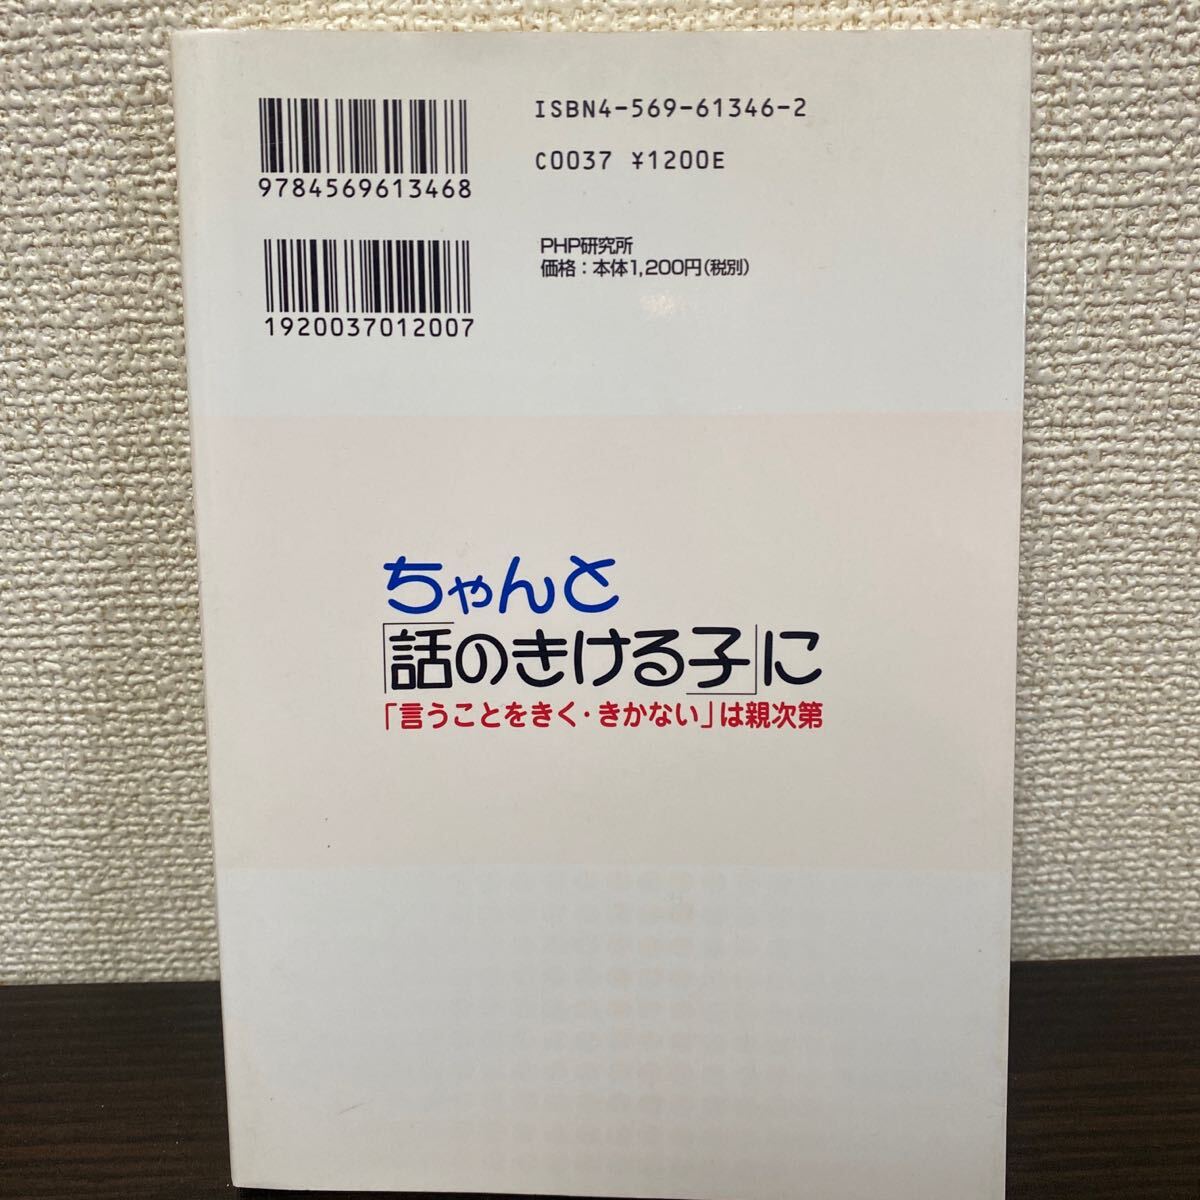 ISBN4-569-61346-2
9784569613468
C0037 ¥1200E
1920037012007
PHP研究所
価格：本体1,200円(税別)
ちゃんと
「話のきける子」に
「言うことをきく・きかない」は親次第